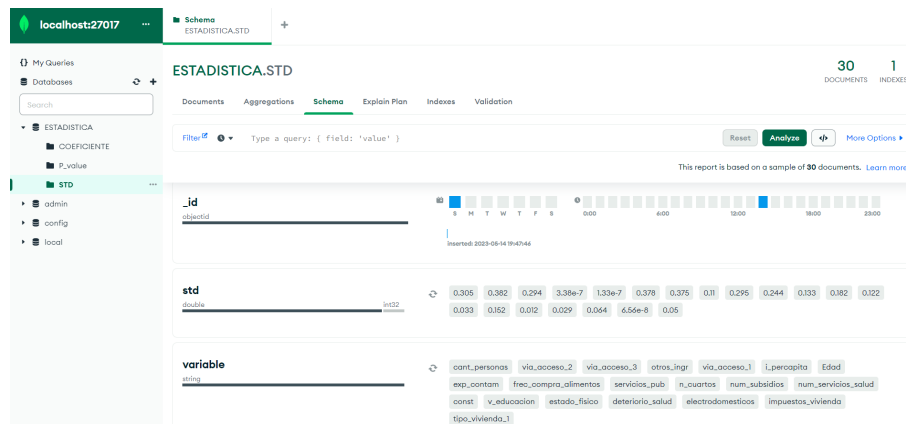 localhost:27017 ...
Schema
ESTADISTICA.STD
+
{} My Queries
Databases
Search
ESTADISTICA
COEFICIENTE
P_value
STD ...
admin
config
local
ESTADISTICA.STD
30
DOCUMENTS
1
INDEXES
Documents Aggregations Schema Explain Plan Indexes Validation
Filter Type a query: { field: 'value' } Reset Analyze </> More Options
This report is based on a sample of 30 documents. Learn more
_id
objectid
S M T W T F S 0:00 6:00 12:00 18:00 23:00
inserted: 2023-05-14 19:47:46
std
double int32
0.305 0.382 0.294 3.38e-7 1.33e-7 0.378 0.375 0.11 0.295 0.244 0.133 0.182 0.122
0.033 0.152 0.012 0.029 0.064 6.56e-8 0.05
variable
string
cant_personas via_acceso_2 via_acceso_3 otros_ingr via_acceso_1 i_percapita Edad
exp_contam frec_compra_alimentos servicios_pub n_cuartos num_subsidios num_servicios_salud
const v_educacion estado_fisico deterioro_salud electrodomesticos impuestos_vivienda
tipo_vivienda_1